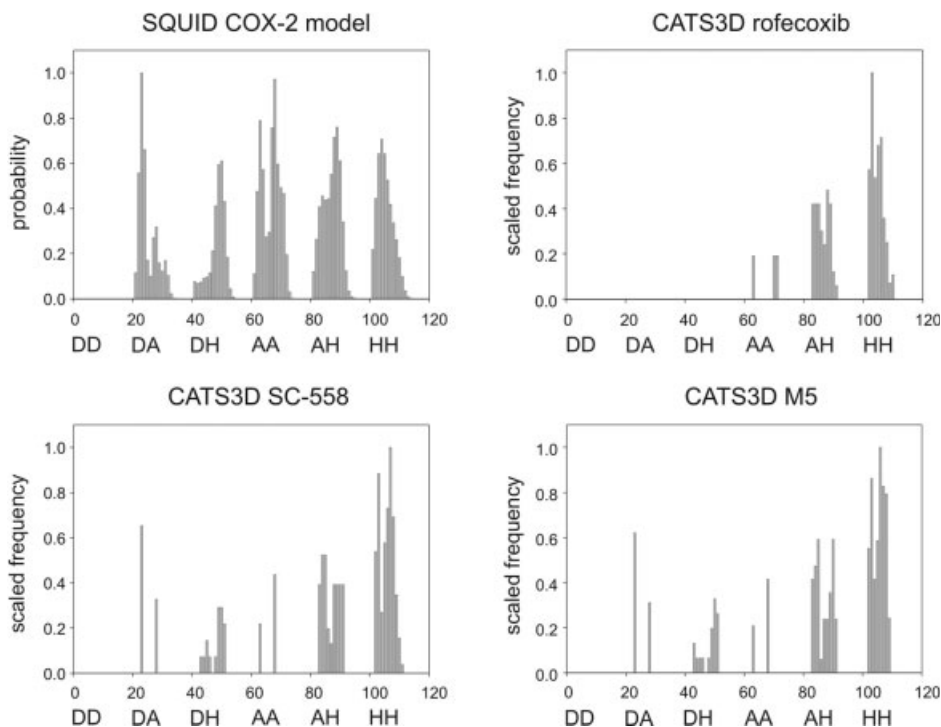 SQUID COX-2 model
probability
1.0
0.8
0.6
0.4
0.2
0.0
0 20 40 60 80 100 120
DD DA DH AA AH HH
CATS3D rofecoxib
scaled frequency
1.0
0.8
0.6
0.4
0.2
0.0
0 20 40 60 80 100 120
DD DA DH AA AH HH
CATS3D SC-558
scaled frequency
1.0
0.8
0.6
0.4
0.2
0.0
0 20 40 60 80 100 120
DD DA DH AA AH HH
CATS3D M5
scaled frequency
1.0
0.8
0.6
0.4
0.2
0.0
0 20 40 60 80 100 120
DD DA DH AA AH HH